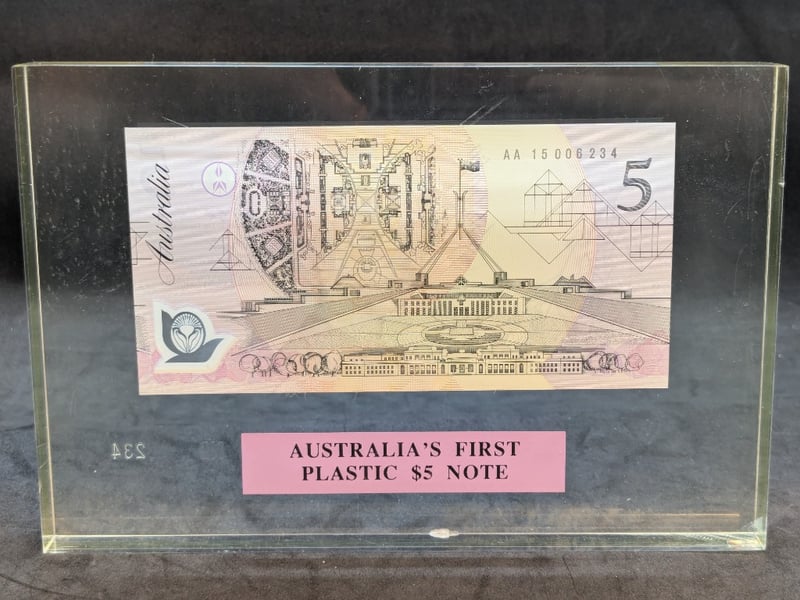 AA 15006234
5
Australia
234
AUSTRALIA'S FIRST
PLASTIC $5 NOTE